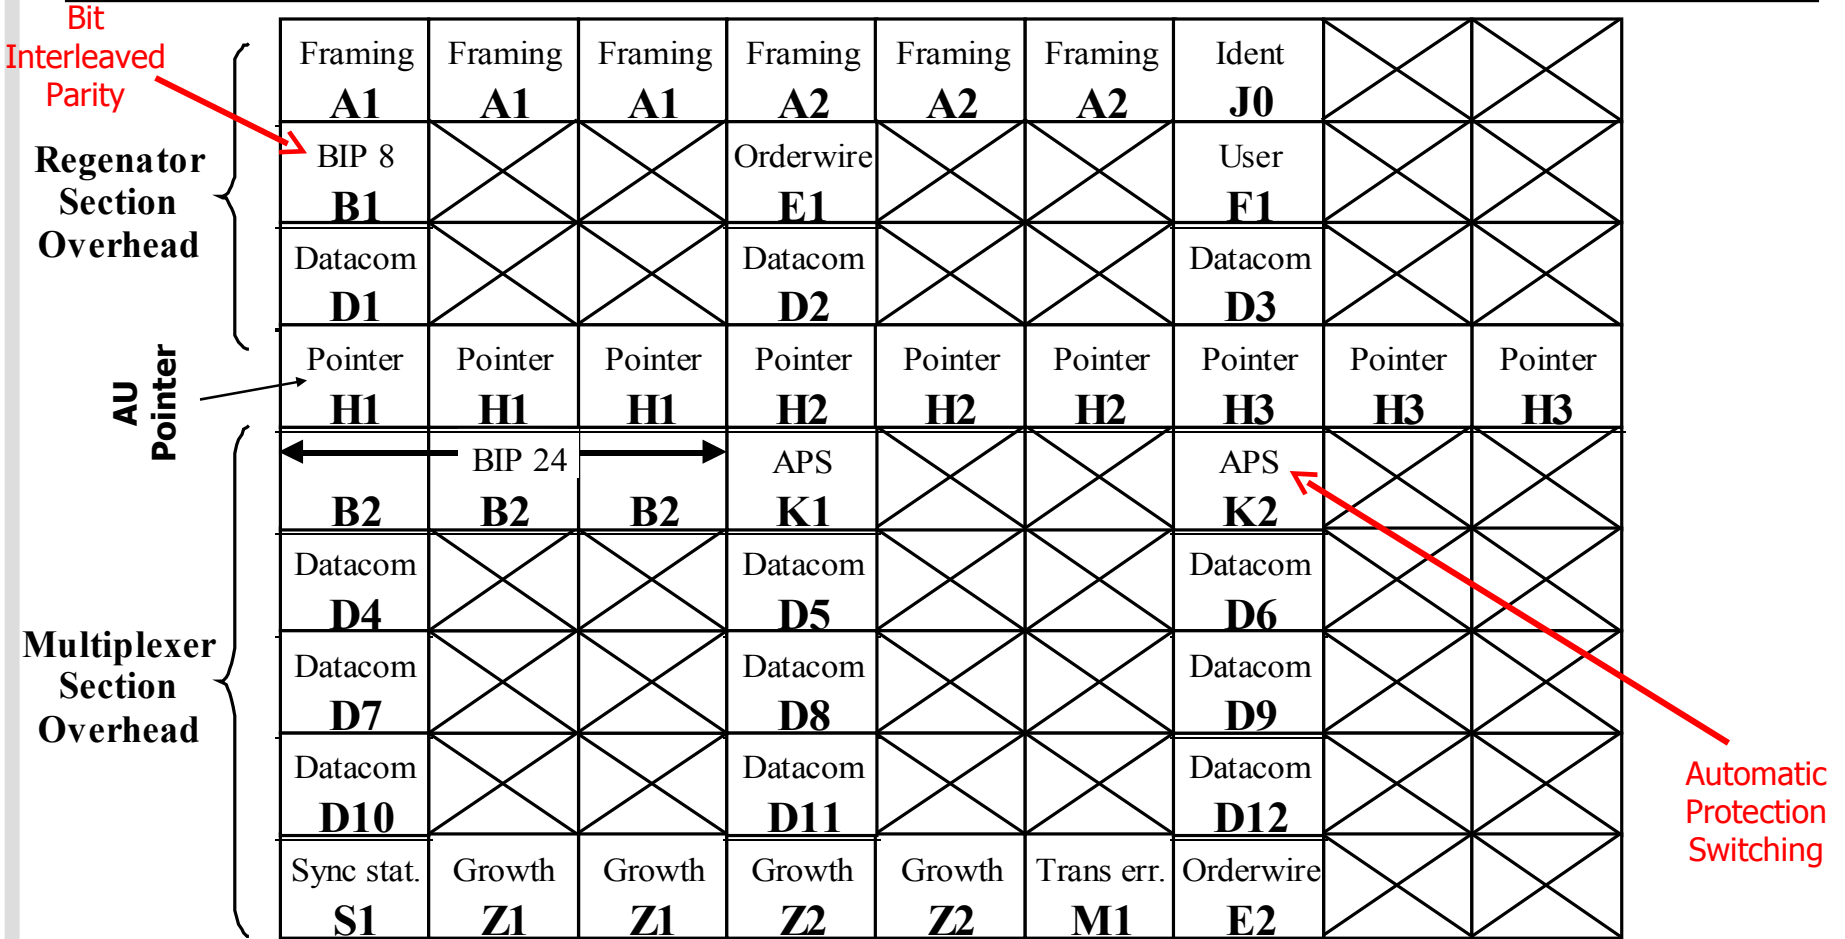 Bit
Interleaved
Parity
Framing Framing Framing Framing Framing Framing Ident
A1 A1 A1 A2 A2 A2 J0
Regenator
Section
Overhead
BIP 8 Orderwire User
B1 E1 F1
Datacom Datacom Datacom
D1 D2 D3
AU
Pointer
Pointer Pointer Pointer Pointer Pointer Pointer Pointer Pointer Pointer
H1 H1 H1 H2 H2 H2 H3 H3 H3
BIP 24 APS APS
B2 B2 B2 K1 K2
Multiplexer
Section
Overhead
Datacom Datacom Datacom
D4 D5 D6
Datacom Datacom Datacom
D7 D8 D9
Datacom Datacom Datacom
D10 D11 D12
Automatic
Protection
Switching
Sync stat. Growth Growth Growth Growth Trans err. Orderwire
S1 Z1 Z1 Z2 Z2 M1 E2